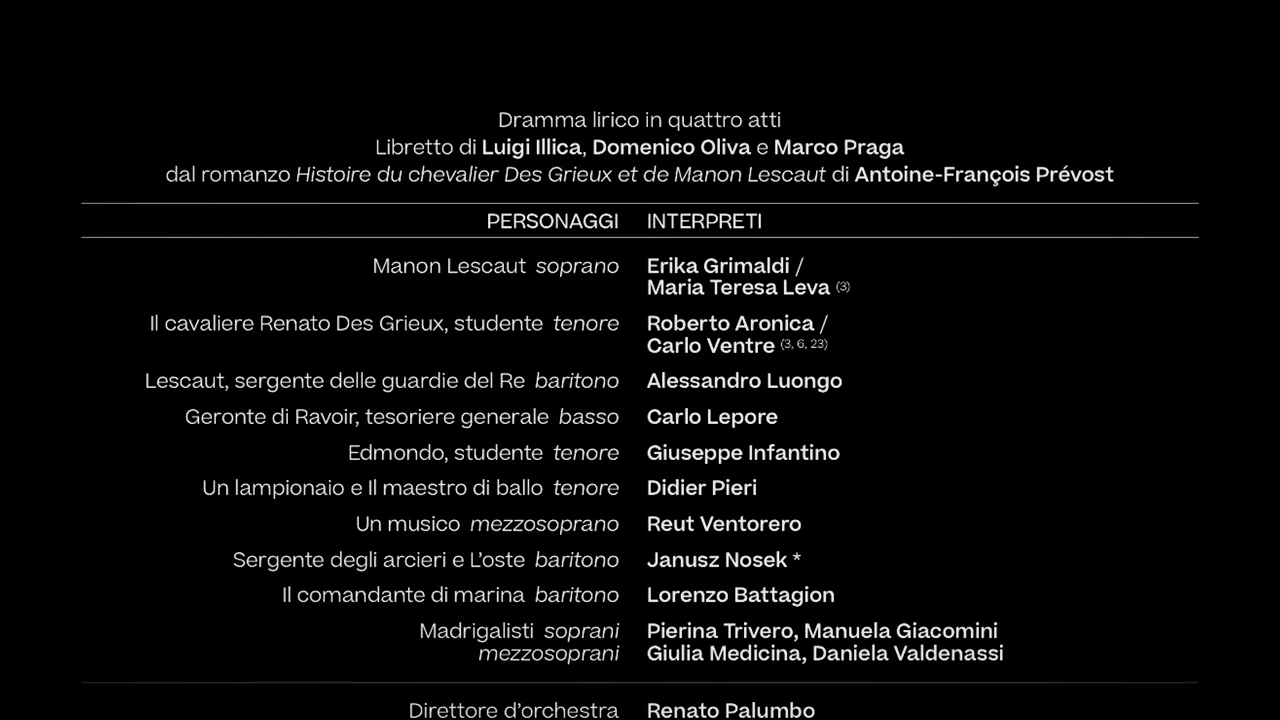 Dramma lirico in quattro atti
Libretto di Luigi Illica, Domenico Oliva e Marco Praga
dal romanzo Histoire du chevalier Des Grieux et de Manon Lescaut di Antoine-François Prévost
PERSONAGGI INTERPRETI
Manon Lescaut soprano Erika Grimaldi /
Maria Teresa Leva (3)
Il cavaliere Renato Des Grieux, studente tenore Roberto Aronica /
Carlo Ventre (3, 6, 23)
Lescaut, sergente delle guardie del Re baritono Alessandro Luongo
Geronte di Ravoir, tesoriere generale basso Carlo Lepore
Edmondo, studente tenore Giuseppe Infantino
Un lampionaio e Il maestro di ballo tenore Didier Pieri
Un musico mezzosoprano Reut Ventorero
Sergente degli arcieri e L’oste baritono Janusz Nosek *
Il comandante di marina baritono Lorenzo Battagion
Madrigalisti soprani Pierina Trivero, Manuela Giacomini
mezzosoprani Giulia Medicina, Daniela Valdenassi
Direttore d’orchestra Renato Palumbo